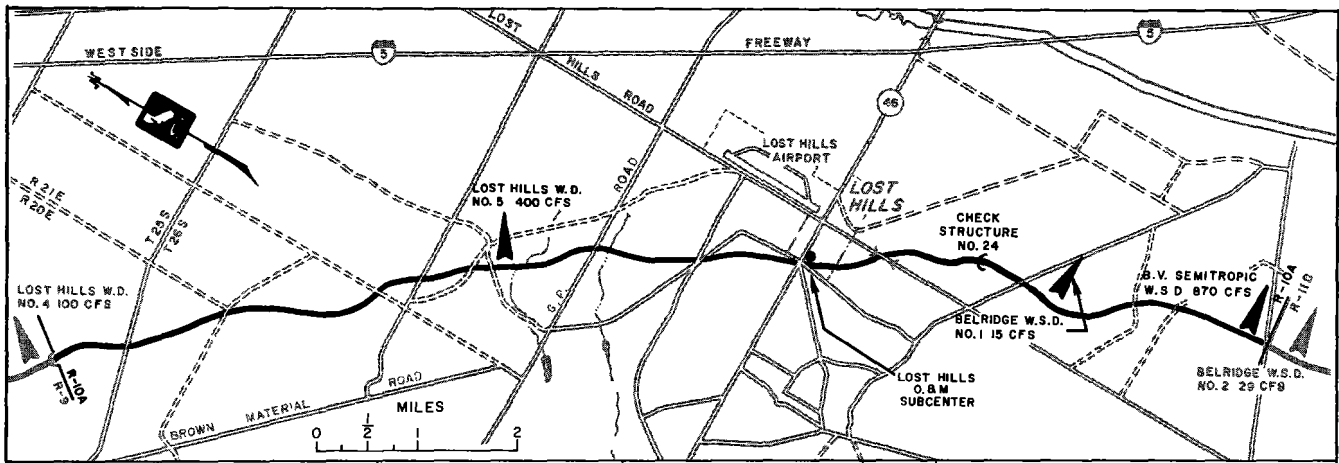 LOST
5
WEST SIDE
FREEWAY
5
HILLS
ROAD
46
LOST HILLS
AIRPORT
R 21E
R 20E
T 25 S
T 26 S
LOST HILLS W.D.
NO. 5 400 CFS
ROAD
LOST
HILLS
CHECK
STRUCTURE
NO. 24
LOST HILLS W.D.
NO. 4 100 CFS
B.V. SEMITROPIC
W.S.D 870 CFS
R-10A
BELRIDGE W.S.D.
NO. 1 15 CFS
R-10A
R-9
LOST HILLS
O. & M
SUBCENTER
BELRIDGE W.S.D.
NO. 2 29 CFS
BROWN MATERIAL ROAD
MILES
0 1/2 1 2